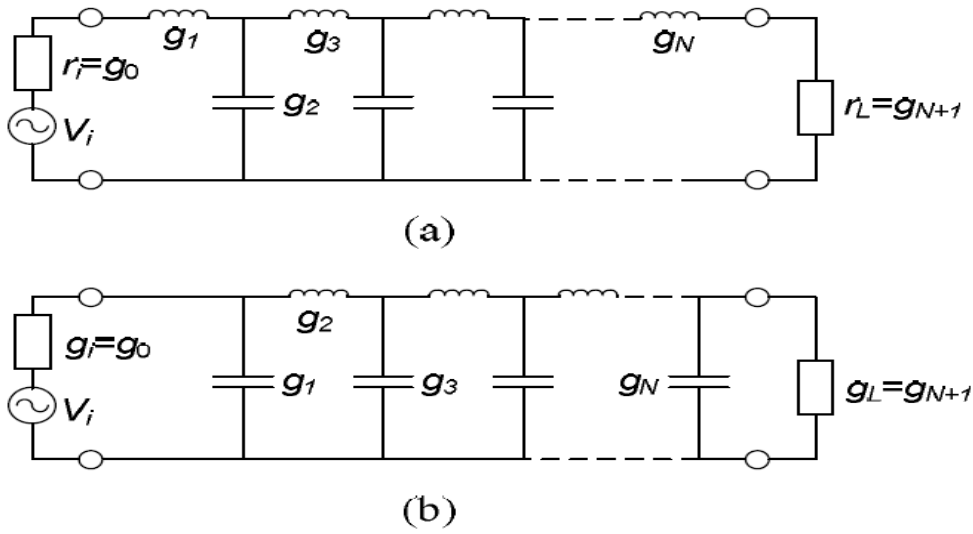 g1 g3 gN
ri=g0 g2 rL=gN+1
Vi
(a)
g2
gi=g0 g1 g3 gN gL=gN+1
Vi
(b)